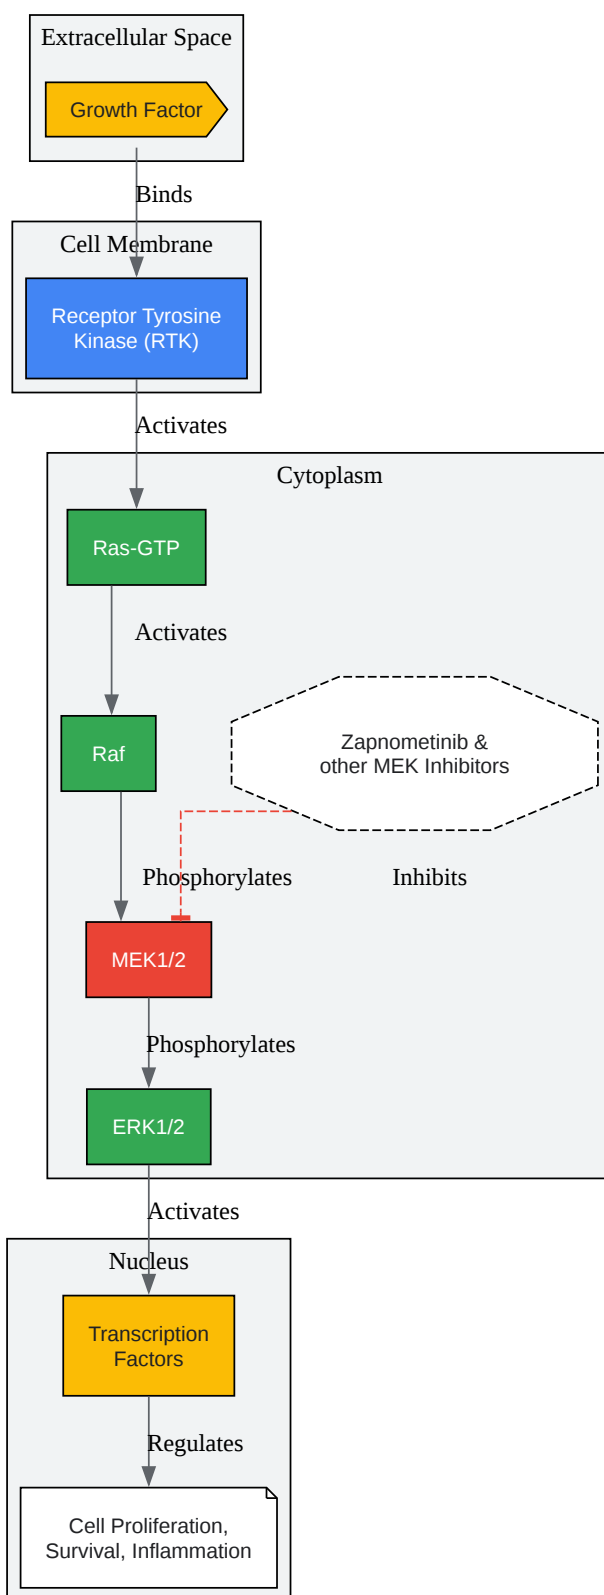 Extracellular Space
Growth Factor
Binds
Cell Membrane
Receptor Tyrosine
Kinase (RTK)
Activates
Cytoplasm
Ras-GTP
Activates
Raf
Zapnometinib &
other MEK Inhibitors
Phosphorylates
Inhibits
MEK1/2
Phosphorylates
ERK1/2
Activates
Nucleus
Transcription
Factors
Regulates
Cell Proliferation,
Survival, Inflammation